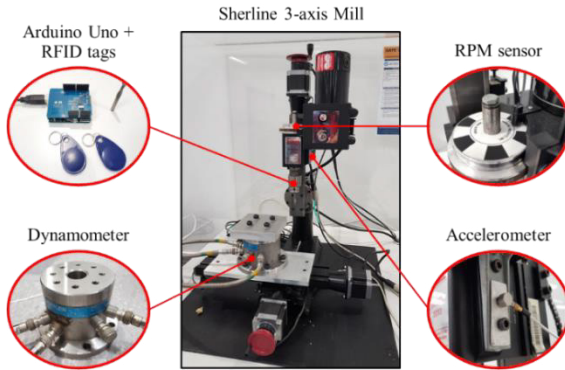 Sherline 3-axis Mill
Arduino Uno +
RFID tags
RPM sensor
Dynamometer
Accelerometer